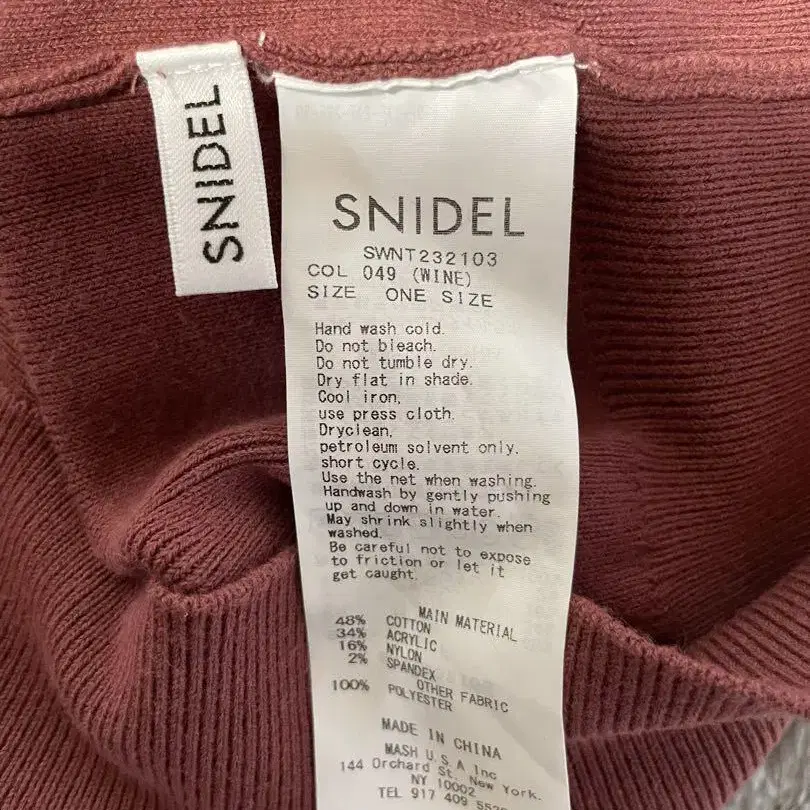 SNIDEL
SNIDEL
SWNT232103
COL 049 (WINE)
SIZE ONE SIZE
Hand wash cold.
Do not bleach.
Do not tumble dry.
Dry flat in shade.
Cool iron,
use press cloth.
Dryclean,
petroleum solvent only.
short cycle.
Use the net when washing.
Handwash by gently pushing
up and down in water.
May shrink slightly when
washed.
Be careful not to expose
to friction or let it
get caught.
MAIN MATERIAL
48% COTTON
34% ACRYLIC
16% NYLON
2% SPANDEX
OTHER FABRIC
100% POLYESTER
MADE IN CHINA
MASH U.S.A Inc
144 Orchard St. New York.
NY 10002
TEL 917 409